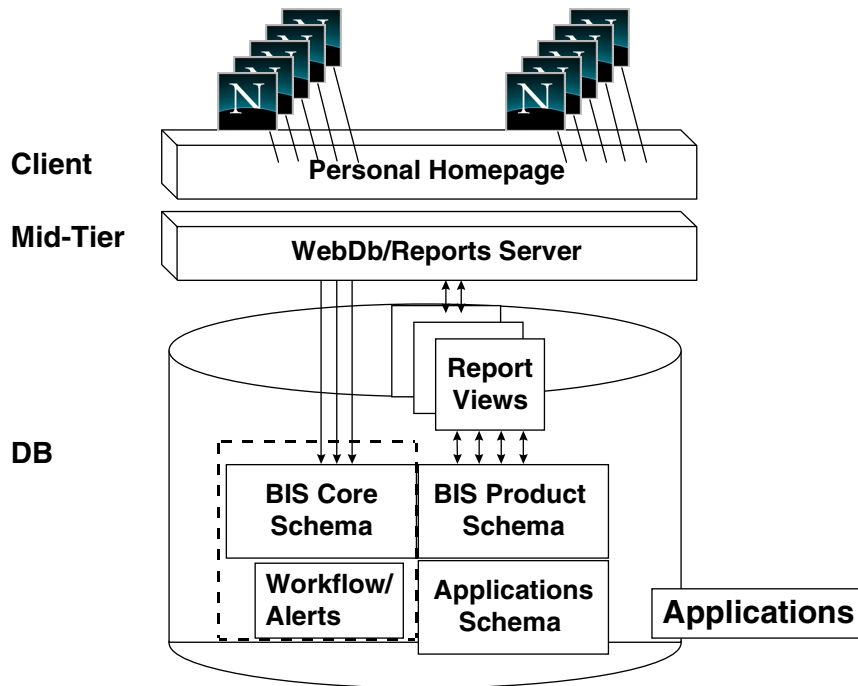 N N N N N
N N N N N
Client
Personal Homepage
Mid-Tier
WebDb/Reports Server
Report
Views
DB
BIS Core
Schema
BIS Product
Schema
Workflow/
Alerts
Applications
Schema
Applications